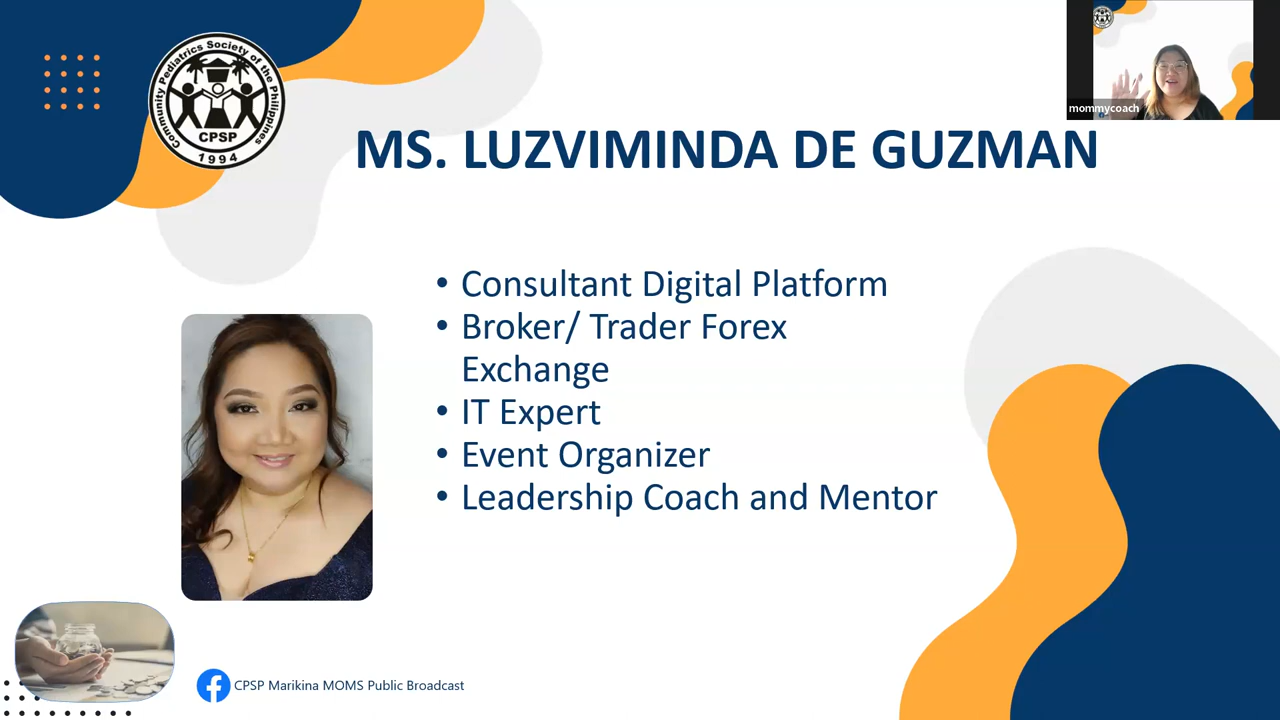 Community Pediatrics Society of the Philippines
CPSP
1994
mommycoach
MS. LUZVIMINDA DE GUZMAN
• Consultant Digital Platform
• Broker/ Trader Forex
Exchange
• IT Expert
• Event Organizer
• Leadership Coach and Mentor
CPSP Marikina MOMS Public Broadcast